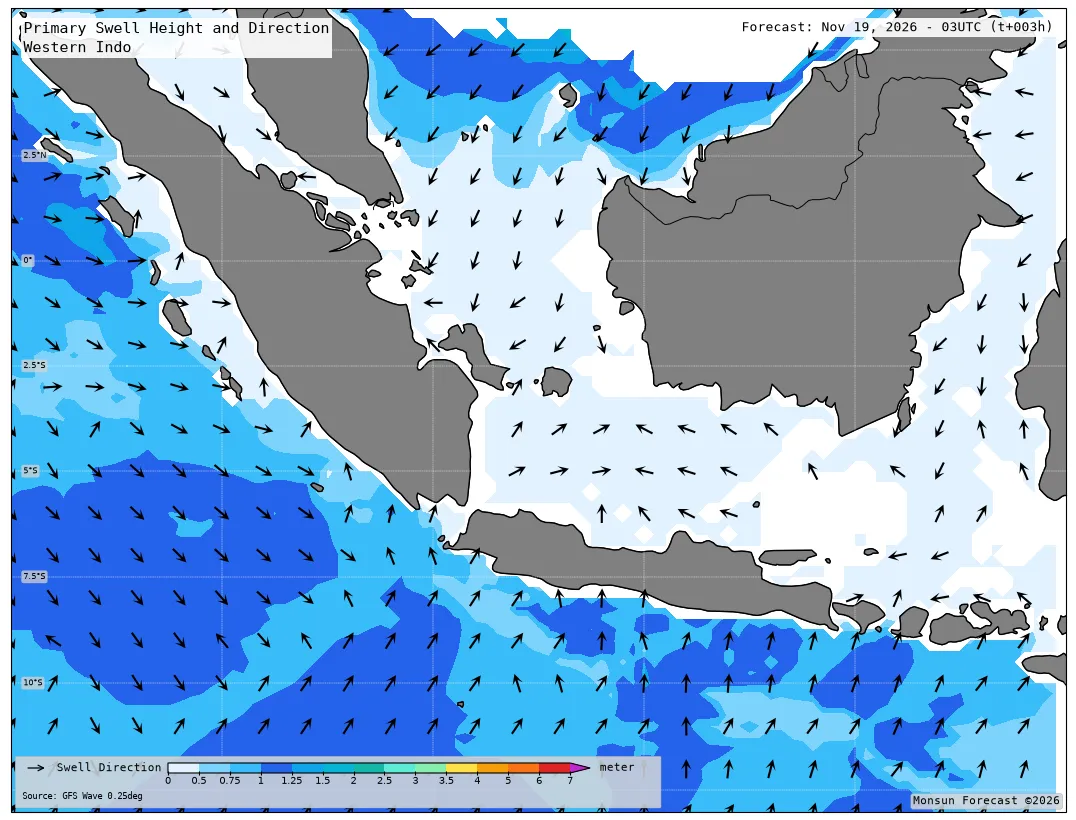 Primary Swell Height and Direction
Western Indo
Forecast: Nov 19, 2026 - 03UTC (t+003h)
2.5°N
0°
2.5°S
5°S
7.5°S
10°S
Swell Direction
meter
0 0.5 0.75 1 1.25 1.5 2 2.5 3 3.5 4 5 6 7
Source: GFS Wave 0.25deg
Monsun Forecast ©2026